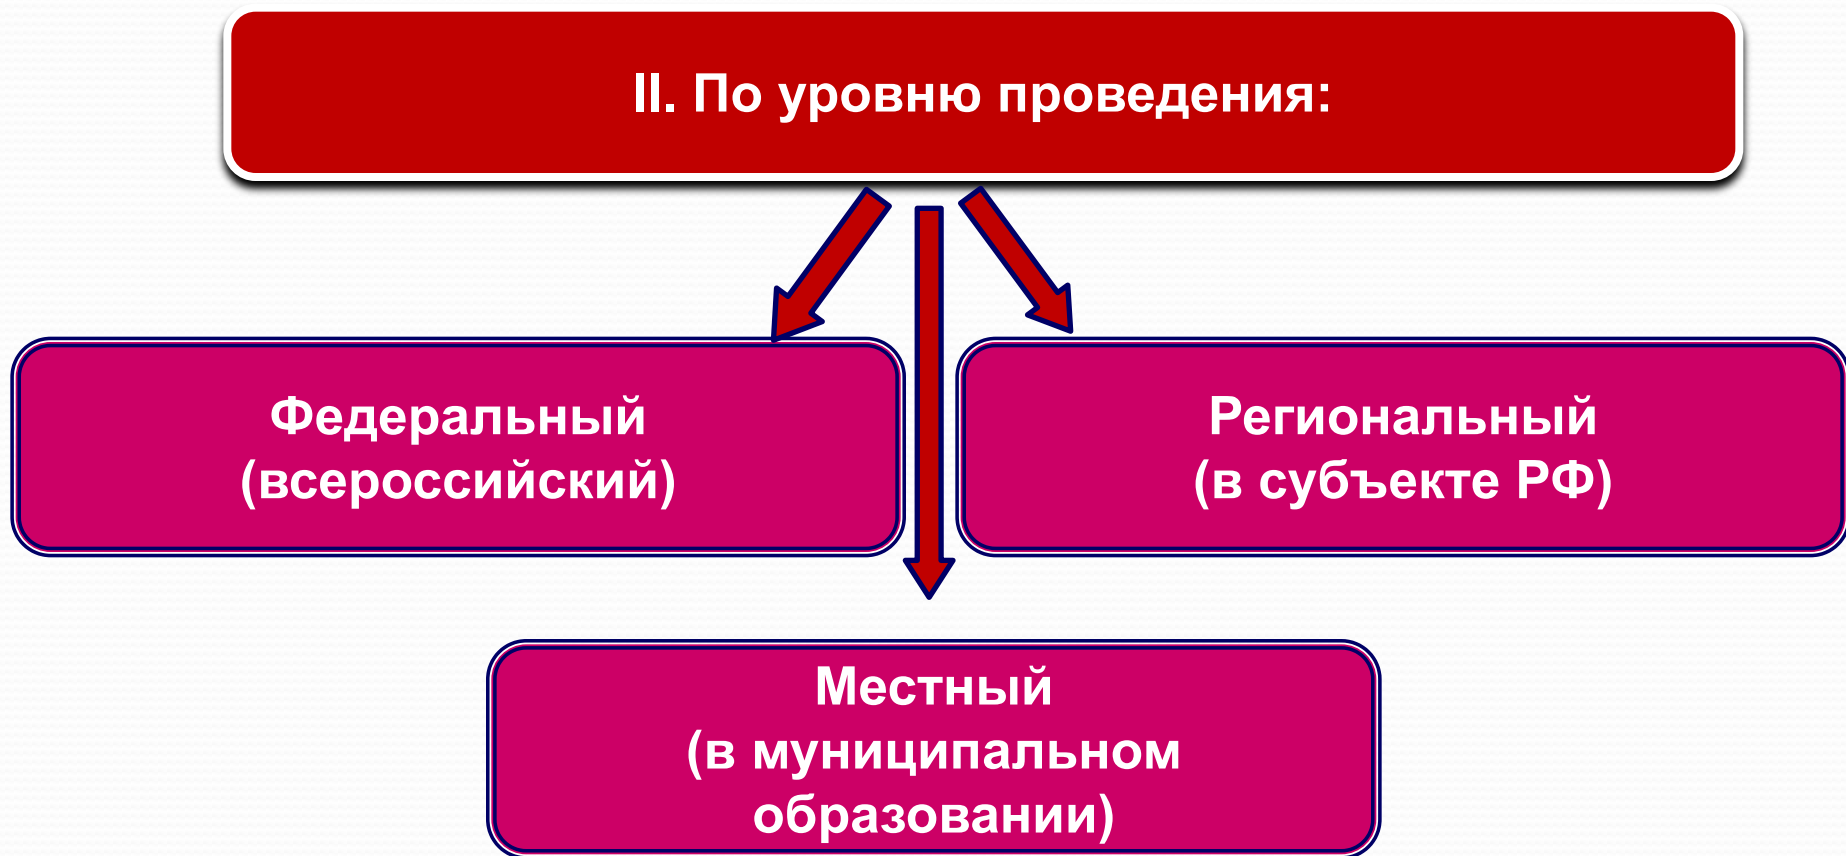 II. По уровню проведения:
Федеральный
(всероссийский)
Региональный
(в субъекте РФ)
Местный
(в муниципальном
образовании)